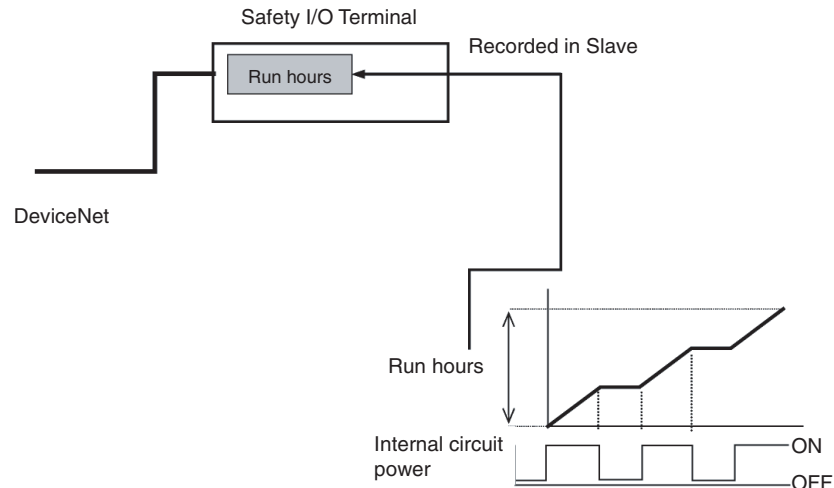 Safety I/O Terminal
Recorded in Slave
Run hours
DeviceNet
Run hours
Internal circuit
power
ON
OFF